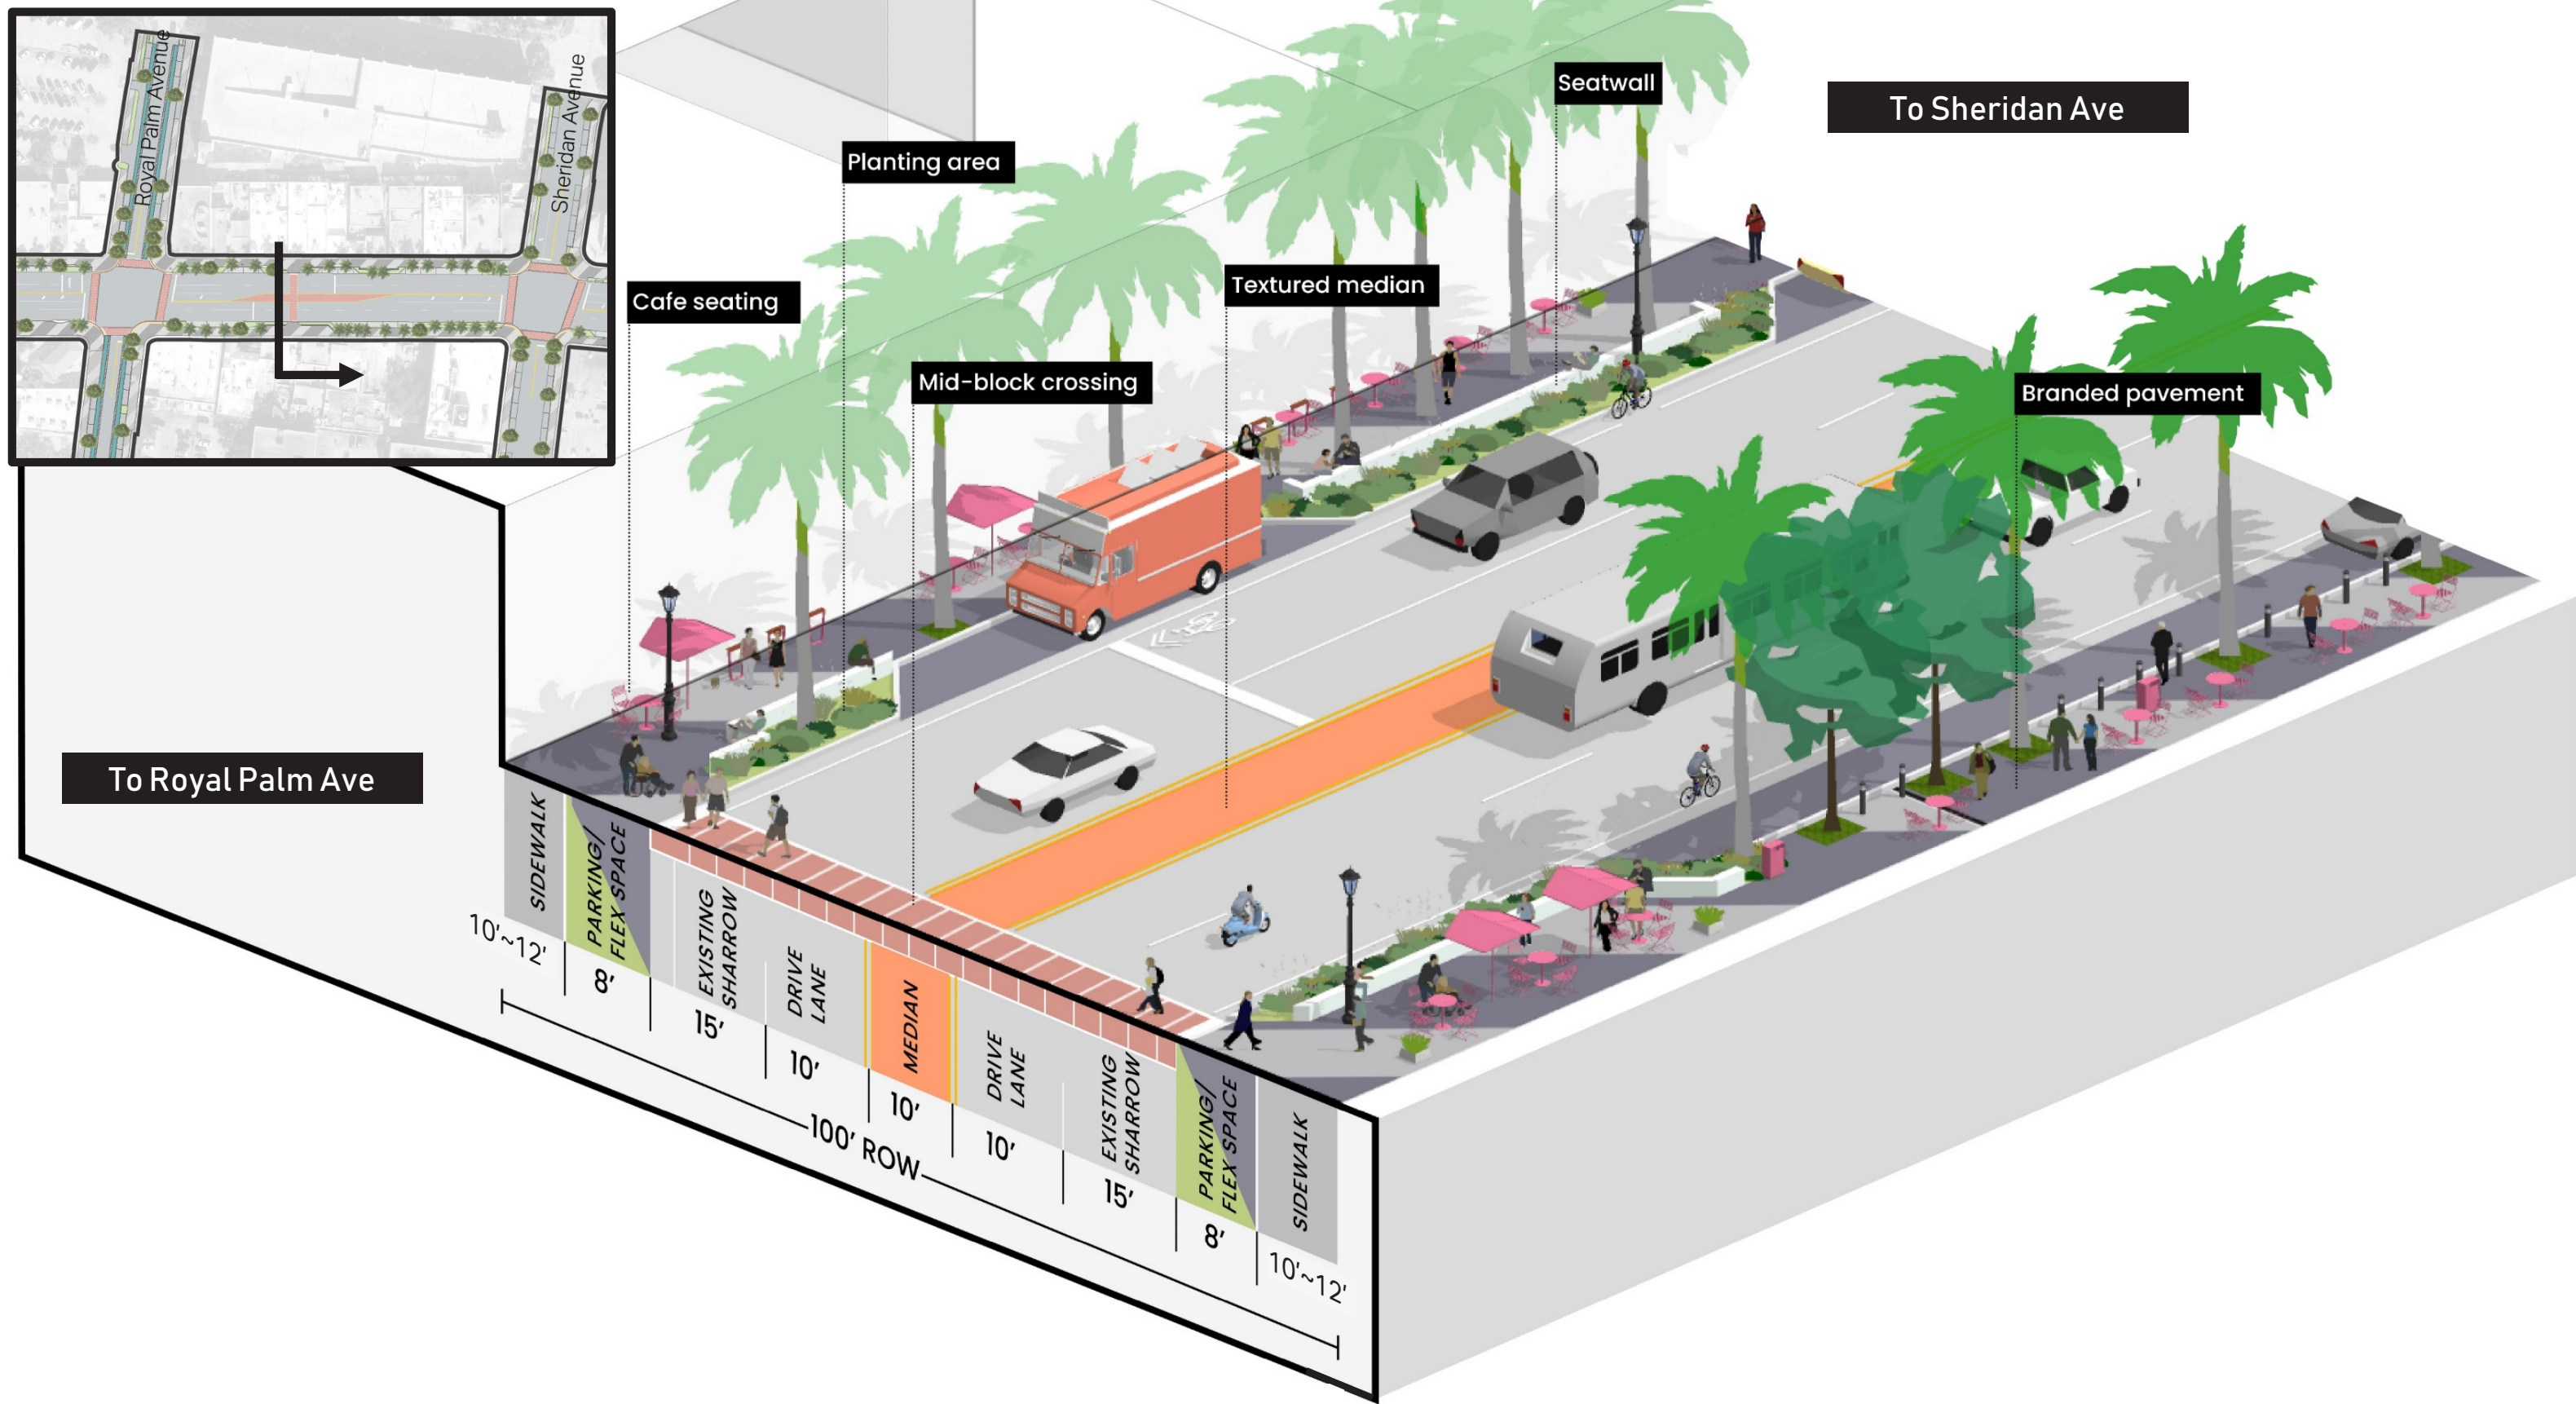 Royal Palm Avenue
Sheridan Avenue
Seatwall
To Sheridan Ave
Planting area
Textured median
Cafe seating
Mid-block crossing
Branded pavement
To Royal Palm Ave
SIDEWALK
PARKING/
FLEX SPACE
EXISTING
SHARROW
DRIVE
LANE
MEDIAN
DRIVE
LANE
EXISTING
SHARROW
PARKING/
FLEX SPACE
SIDEWALK
10'~12'
8'
15'
10'
10'
10'
15'
8'
10'~12'
100' ROW